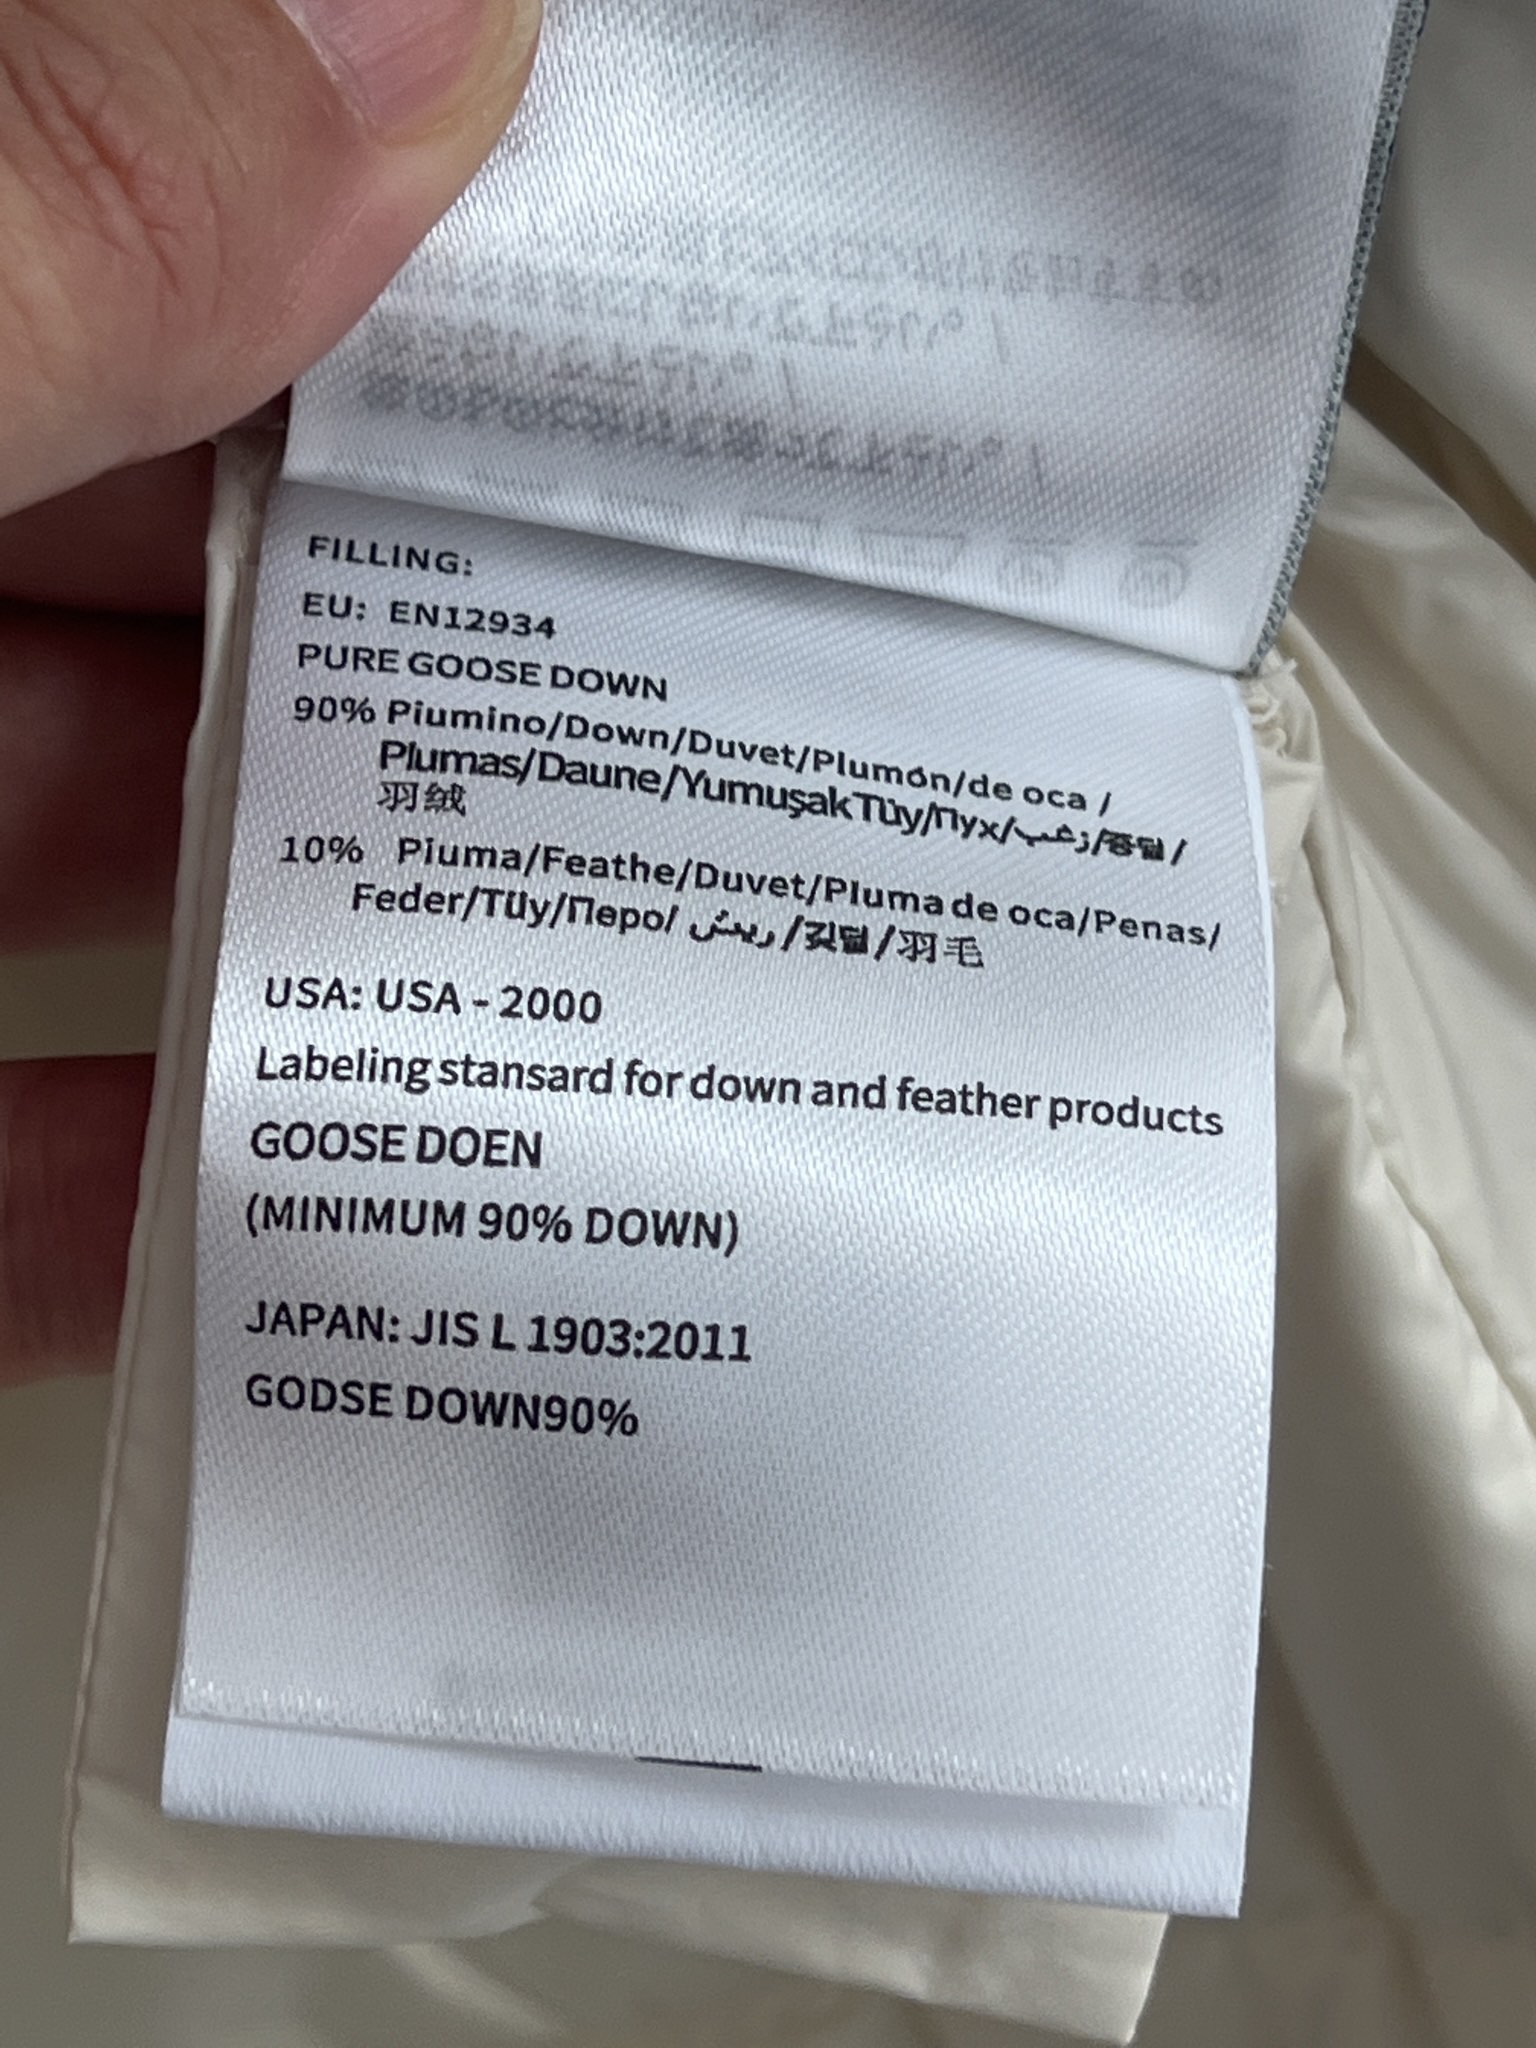 FILLING:
EU: EN12934
PURE GOOSE DOWN
90% Piumino/Down/Duvet/Plumón/de oca /
Plumas/Daune/Yumuşak Tüy/Пух/زغب/
羽绒
10% Piuma/Feathe/Duvet/Pluma de oca/Penas/
Feder/Tüy/Перо/ ريش /깃털/羽毛
USA: USA - 2000
Labeling stansard for down and feather products
GOOSE DOEN
(MINIMUM 90% DOWN)
JAPAN: JIS L 1903:2011
GODSE DOWN90%